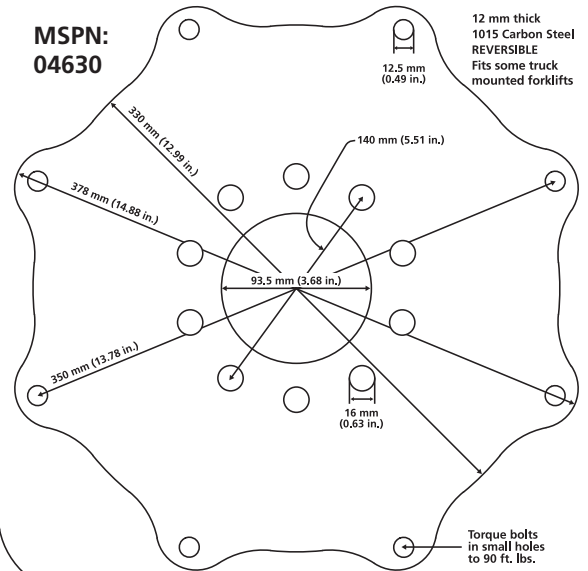 MSPN:
04630
12 mm thick
1015 Carbon Steel
REVERSIBLE
Fits some truck
mounted forklifts
12.5 mm
(0.49 in.)
330 mm (12.99 in.)
140 mm (5.51 in.)
378 mm (14.88 in.)
93.5 mm (3.68 in.)
350 mm (13.78 in.)
16 mm
(0.63 in.)
Torque bolts
in small holes
to 90 ft. lbs.